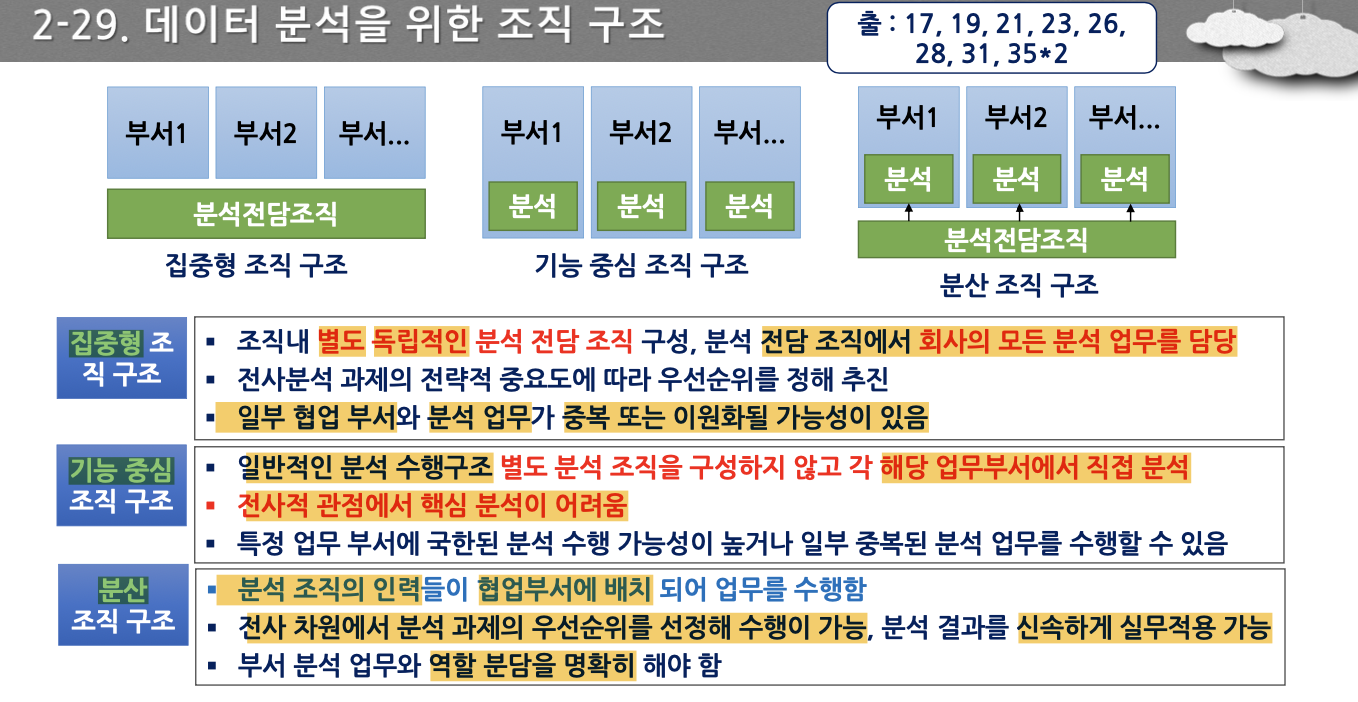 2-29. 데이터 분석을 위한 조직 구조
출 : 17, 19, 21, 23, 26,
28, 31, 35*2
부서1 부서2 부서...
분석전담조직
집중형 조직 구조
부서1 부서2 부서...
분석 분석 분석
기능 중심 조직 구조
부서1 부서2 부서...
분석 분석 분석
분석전담조직
분산 조직 구조
집중형 조
직 구조
▪ 조직내 별도 독립적인 분석 전담 조직 구성, 분석 전담 조직에서 회사의 모든 분석 업무를 담당
▪ 전사분석 과제의 전략적 중요도에 따라 우선순위를 정해 추진
▪ 일부 협업 부서와 분석 업무가 중복 또는 이원화될 가능성이 있음
기능 중심
조직 구조
▪ 일반적인 분석 수행구조 별도 분석 조직을 구성하지 않고 각 해당 업무부서에서 직접 분석
▪ 전사적 관점에서 핵심 분석이 어려움
▪ 특정 업무 부서에 국한된 분석 수행 가능성이 높거나 일부 중복된 분석 업무를 수행할 수 있음
분산
조직 구조
▪ 분석 조직의 인력들이 협업부서에 배치 되어 업무를 수행함
▪ 전사 차원에서 분석 과제의 우선순위를 선정해 수행이 가능, 분석 결과를 신속하게 실무적용 가능
▪ 부서 분석 업무와 역할 분담을 명확히 해야 함